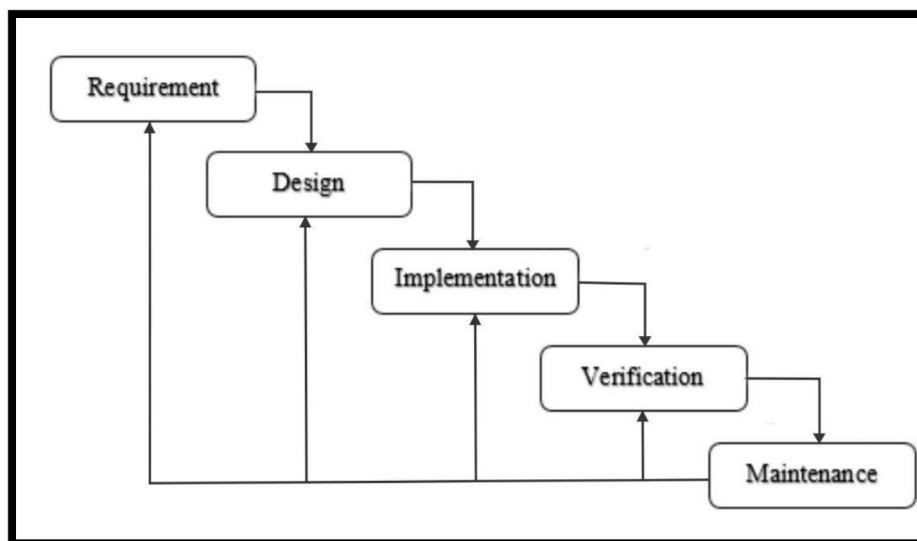 Requirement
Design
Implementation
Verification
Maintenance